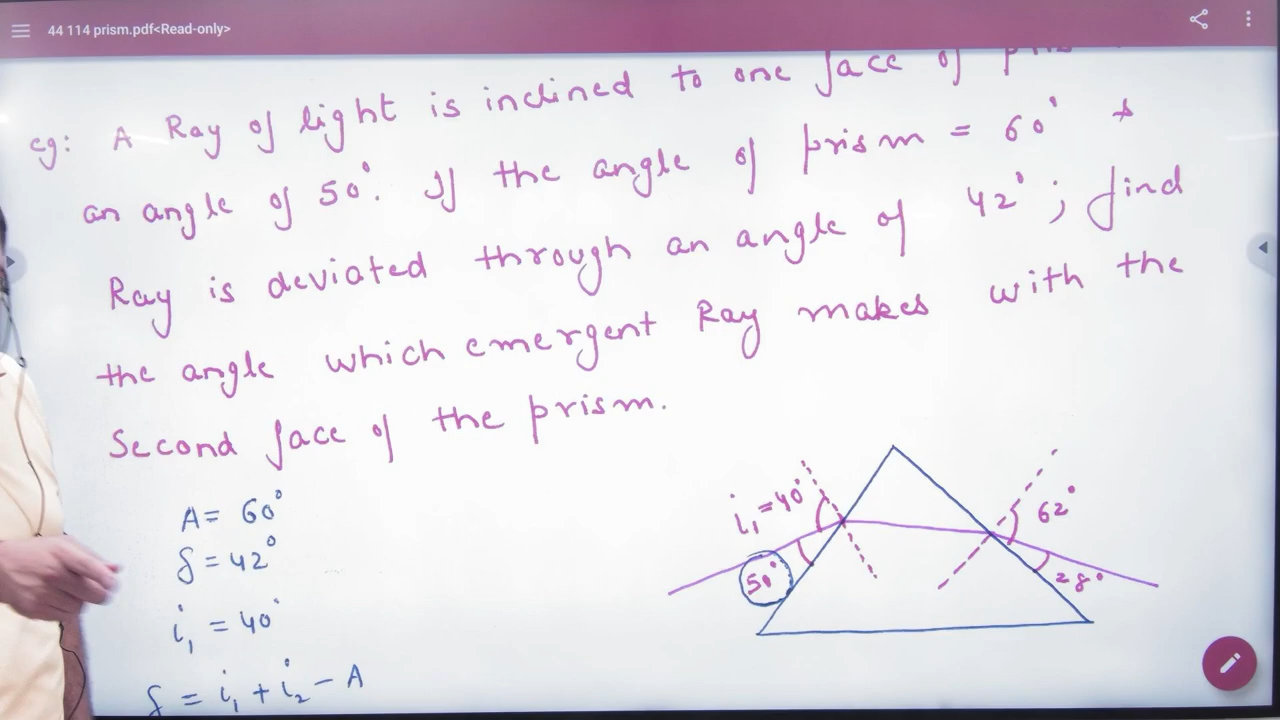 44 114 prism.pdf<Read-only>
eg: A Ray of light is inclined to one face of
an angle of 50°. If the angle of prism = 60° &
Ray is deviated through an angle of 42°; find
the angle which emergent Ray makes with the
Second face of the prism.
A = 60°
δ = 42°
i₁ = 40°
δ = i₁ + i₂ - A
i₁ = 40°
50°
62°
28°